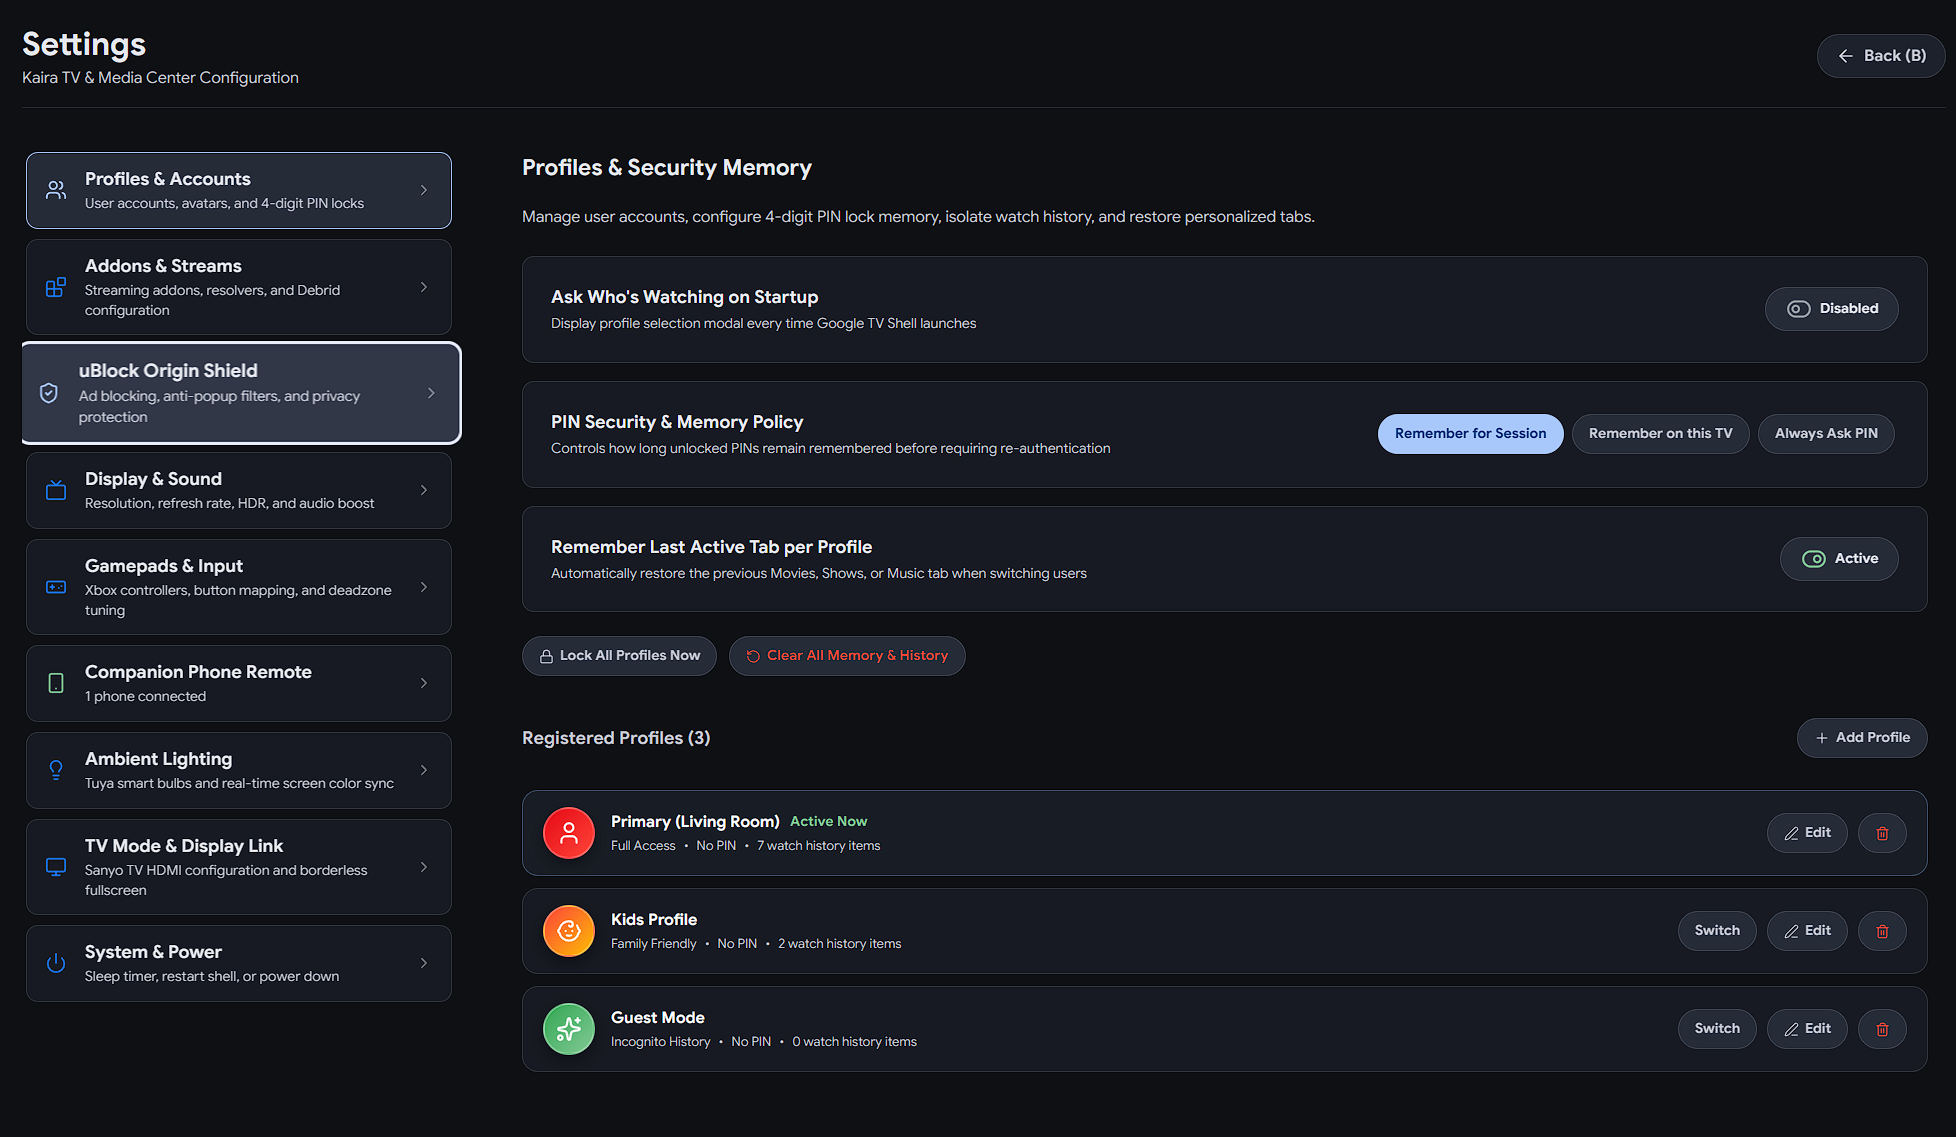 Settings
Kaira TV & Media Center Configuration
Back (B)
Profiles & Accounts
User accounts, avatars, and 4-digit PIN locks
Addons & Streams
Streaming addons, resolvers, and Debrid
configuration
uBlock Origin Shield
Ad blocking, anti-popup filters, and privacy
protection
Display & Sound
Resolution, refresh rate, HDR, and audio boost
Gamepads & Input
Xbox controllers, button mapping, and deadzone
tuning
Companion Phone Remote
1 phone connected
Ambient Lighting
Tuya smart bulbs and real-time screen color sync
TV Mode & Display Link
Sanyo TV HDMI configuration and borderless
fullscreen
System & Power
Sleep timer, restart shell, or power down
Profiles & Security Memory
Manage user accounts, configure 4-digit PIN lock memory, isolate watch history, and restore personalized tabs.
Ask Who's Watching on Startup
Display profile selection modal every time Google TV Shell launches
Disabled
PIN Security & Memory Policy
Controls how long unlocked PINs remain remembered before requiring re-authentication
Remember for Session
Remember on this TV
Always Ask PIN
Remember Last Active Tab per Profile
Automatically restore the previous Movies, Shows, or Music tab when switching users
Active
Lock All Profiles Now
Clear All Memory & History
Registered Profiles (3)
Add Profile
Primary (Living Room) Active Now
Full Access • No PIN • 7 watch history items
Edit
Kids Profile
Family Friendly • No PIN • 2 watch history items
Switch
Edit
Guest Mode
Incognito History • No PIN • 0 watch history items
Switch
Edit